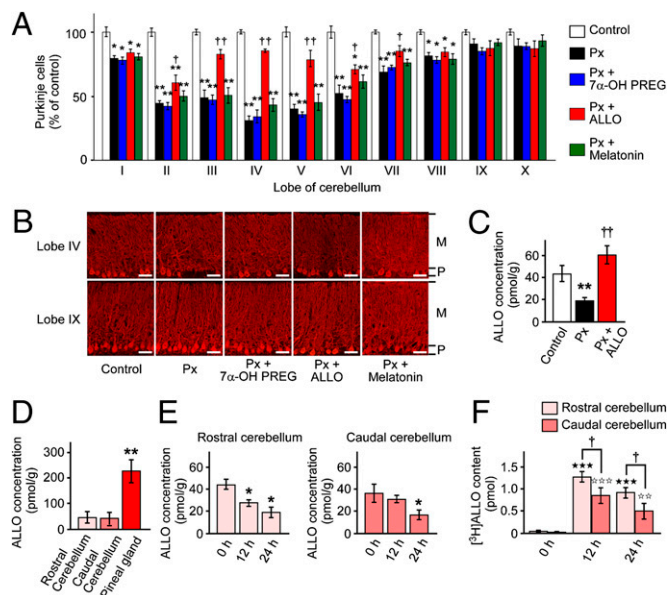 A
Purkinje cells
(% of control)
100
50
0
* * * *
** ** ** † **
** ** †† **
** ** †† **
** ** †† **
** ** † * **
** ** † * **
* * * *
I II III IV V VI VII VIII IX X
Lobe of cerebellum
Control
Px
Px +
7α-OH PREG
Px +
ALLO
Px +
Melatonin
B
Lobe IV
Lobe IX
M
P
M
P
Control
Px
Px +
7α-OH PREG
Px +
ALLO
Px +
Melatonin
C
ALLO concentration
(pmol/g)
80
60
40
20
0
**
††
Control
Px
Px +
ALLO
D
ALLO concentration
pmol/g)
300
200
100
0
**
Rostral
Cerebellum
Caudal
Cerebellum
Pineal gland
E
Rostral cerebellum
ALLO concentration
(pmol/g)
80
60
40
20
0
* *
0 h 12 h 24 h
Caudal cerebellum
ALLO concentration
(pmol/g)
80
60
40
20
0
*
0 h 12 h 24 h
F
Rostral cerebellum
Caudal cerebellum
[³H]ALLO content
(pmol)
1.5
1.0
0.5
0
† †
★★★ ☆☆☆ ★★★ ☆☆
0 h 12 h 24 h